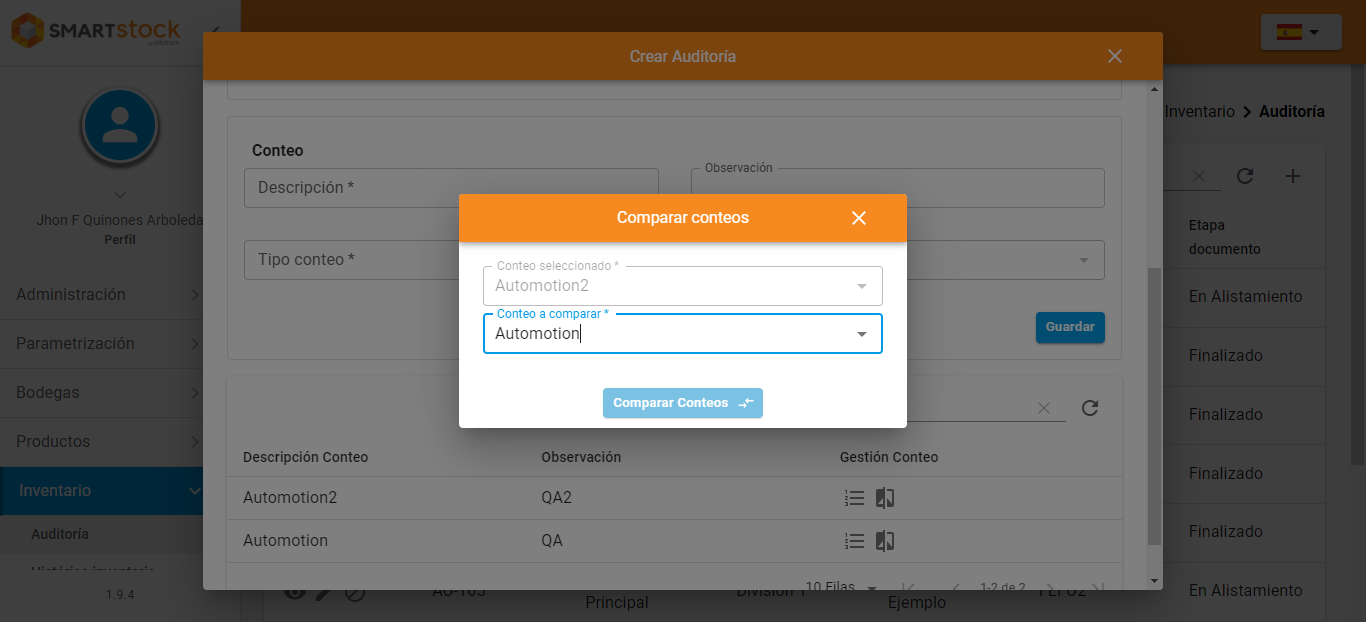 SMARTstock
Crear Auditoría
Inventario > Auditoría
Conteo
Descripción *
Observación
Tipo conteo *
Guardar
Comparar conteos
Conteo seleccionado *
Automotion2
Conteo a comparar *
Automotion
Comparar Conteos
Descripción Conteo
Observación
Gestión Conteo
Automotion2
QA2
Automotion
QA
10 Filas
1-2 de 2
Jhon F Quinones Arboleda
Perfil
Administración
Parametrización
Bodegas
Productos
Inventario
Auditoría
1.9.4
Etapa
documento
En Alistamiento
Finalizado
Finalizado
Finalizado
Finalizado
En Alistamiento
Principal
Ejemplo